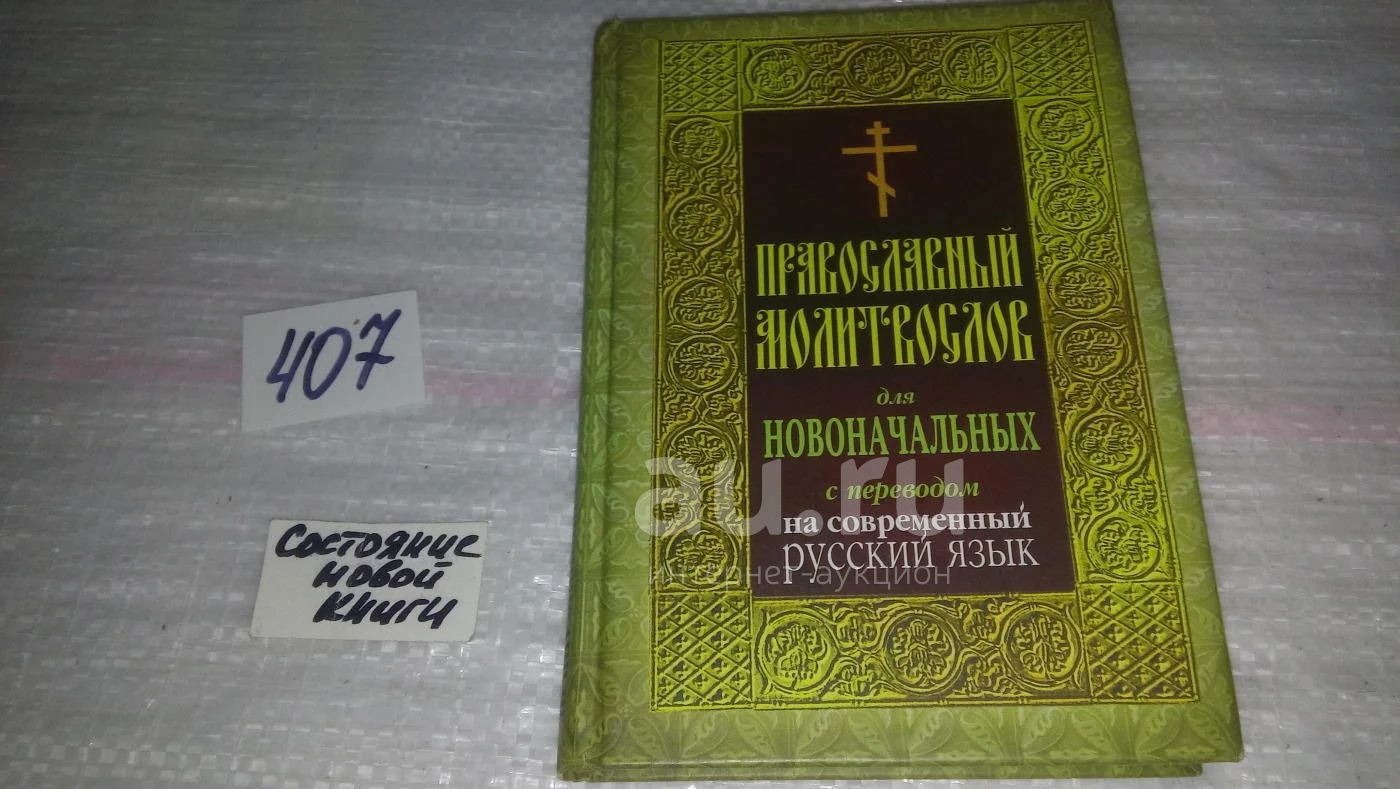 407
Состояние
новой
книги
ПРАВОСЛАВНЫЙ
МОЛИТВОСЛОВ
для
НОВОНАЧАЛЬНЫХ
с переводом
на современный
русский язык
au.ru
интернет-аукцион